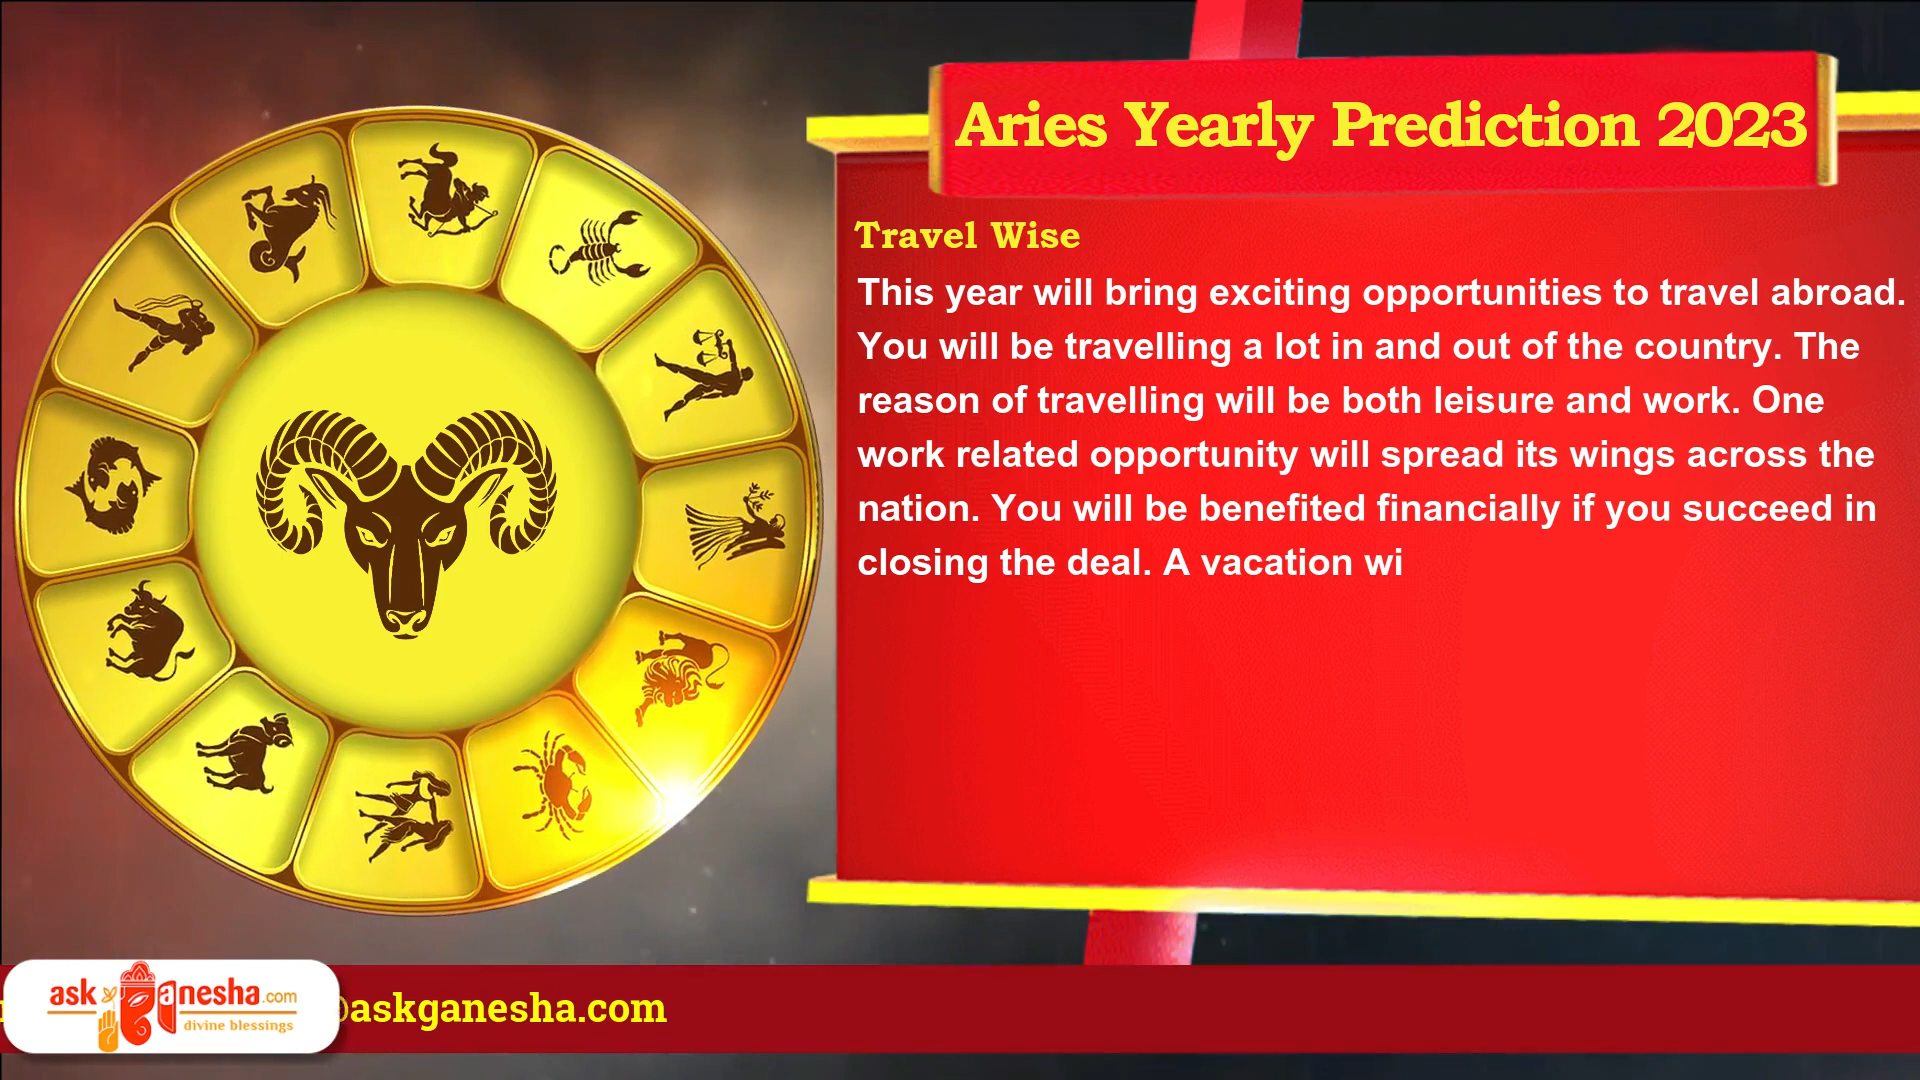 Aries Yearly Prediction 2023
Travel Wise
This year will bring exciting opportunities to travel abroad.
You will be travelling a lot in and out of the country. The
reason of travelling will be both leisure and work. One
work related opportunity will spread its wings across the
nation. You will be benefited financially if you succeed in
closing the deal. A vacation wi
ask ganesha.com
divine blessings
@askganesha.com